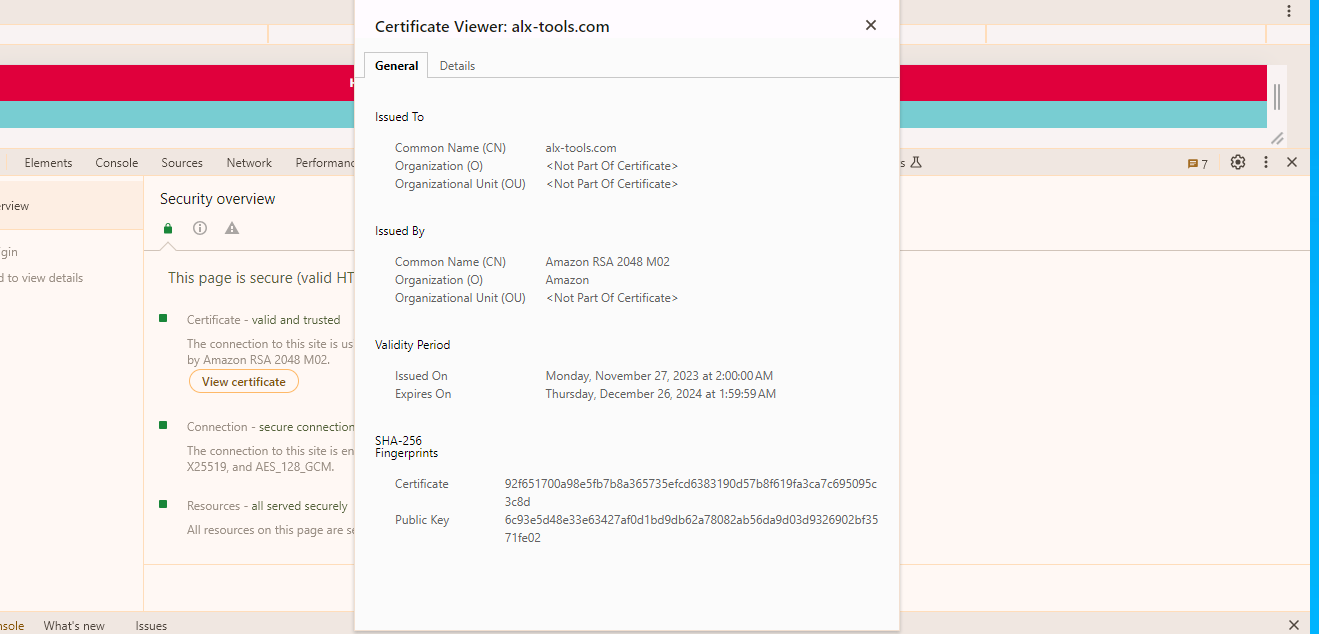 Certificate Viewer: alx-tools.com
General Details
Issued To
Common Name (CN) alx-tools.com
Organization (O) <Not Part Of Certificate>
Organizational Unit (OU) <Not Part Of Certificate>
Issued By
Common Name (CN) Amazon RSA 2048 M02
Organization (O) Amazon
Organizational Unit (OU) <Not Part Of Certificate>
Validity Period
Issued On Monday, November 27, 2023 at 2:00:00 AM
Expires On Thursday, December 26, 2024 at 1:59:59 AM
SHA-256
Fingerprints
Certificate 92f651700a98e5fb7b8a365735efcd6383190d57b8f619fa3ca7c695095c
3c8d
Public Key 6c93e5d48e33e63427af0d1bd9db62a78082ab56da9d03d9326902bf35
71fe02
Elements Console Sources Network Performanc
s 7
erview
gin
d to view details
Security overview
This page is secure (valid HT
Certificate - valid and trusted
The connection to this site is us
by Amazon RSA 2048 M02.
View certificate
Connection - secure connection
The connection to this site is en
X25519, and AES_128_GCM.
Resources - all served securely
All resources on this page are se
nsole What's new Issues